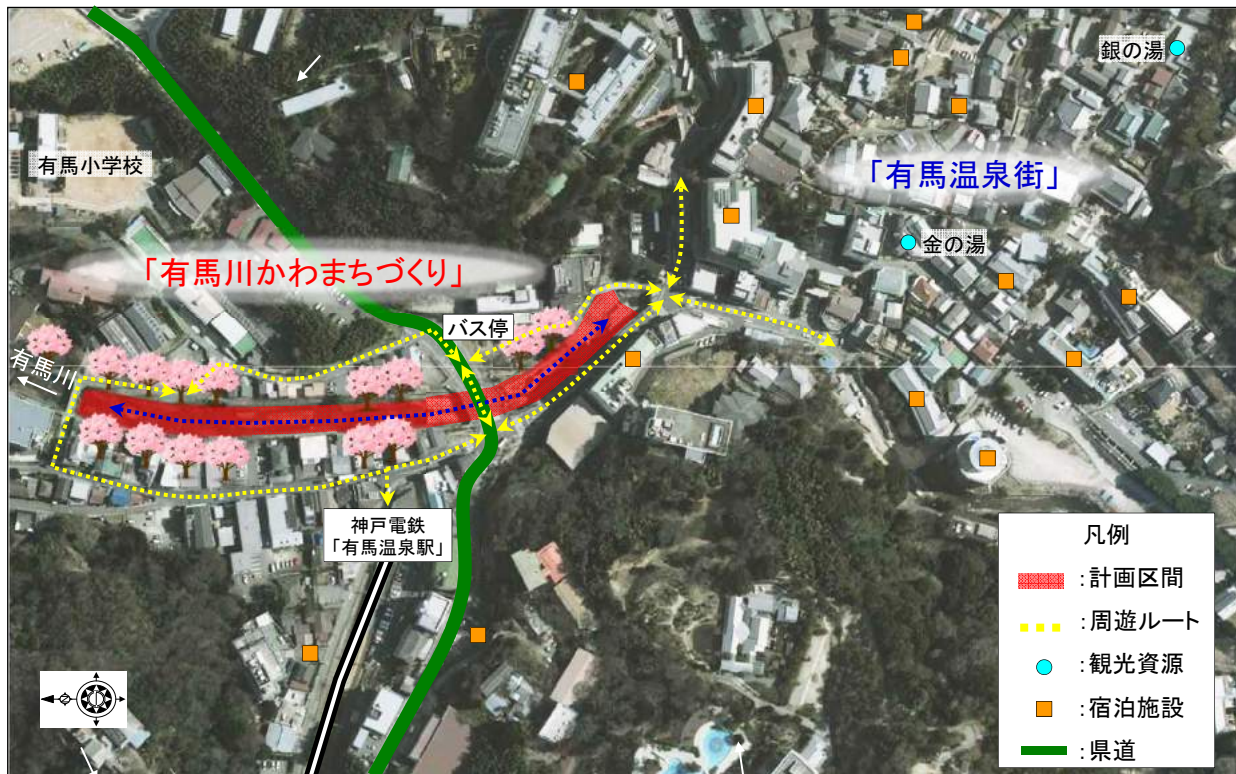 銀の湯
有馬小学校
「有馬温泉街」
金の湯
「有馬川かわまちづくり」
バス停
有馬川
神戸電鉄
「有馬温泉駅」
凡例
:計画区間
:周遊ルート
:観光資源
:宿泊施設
:県道